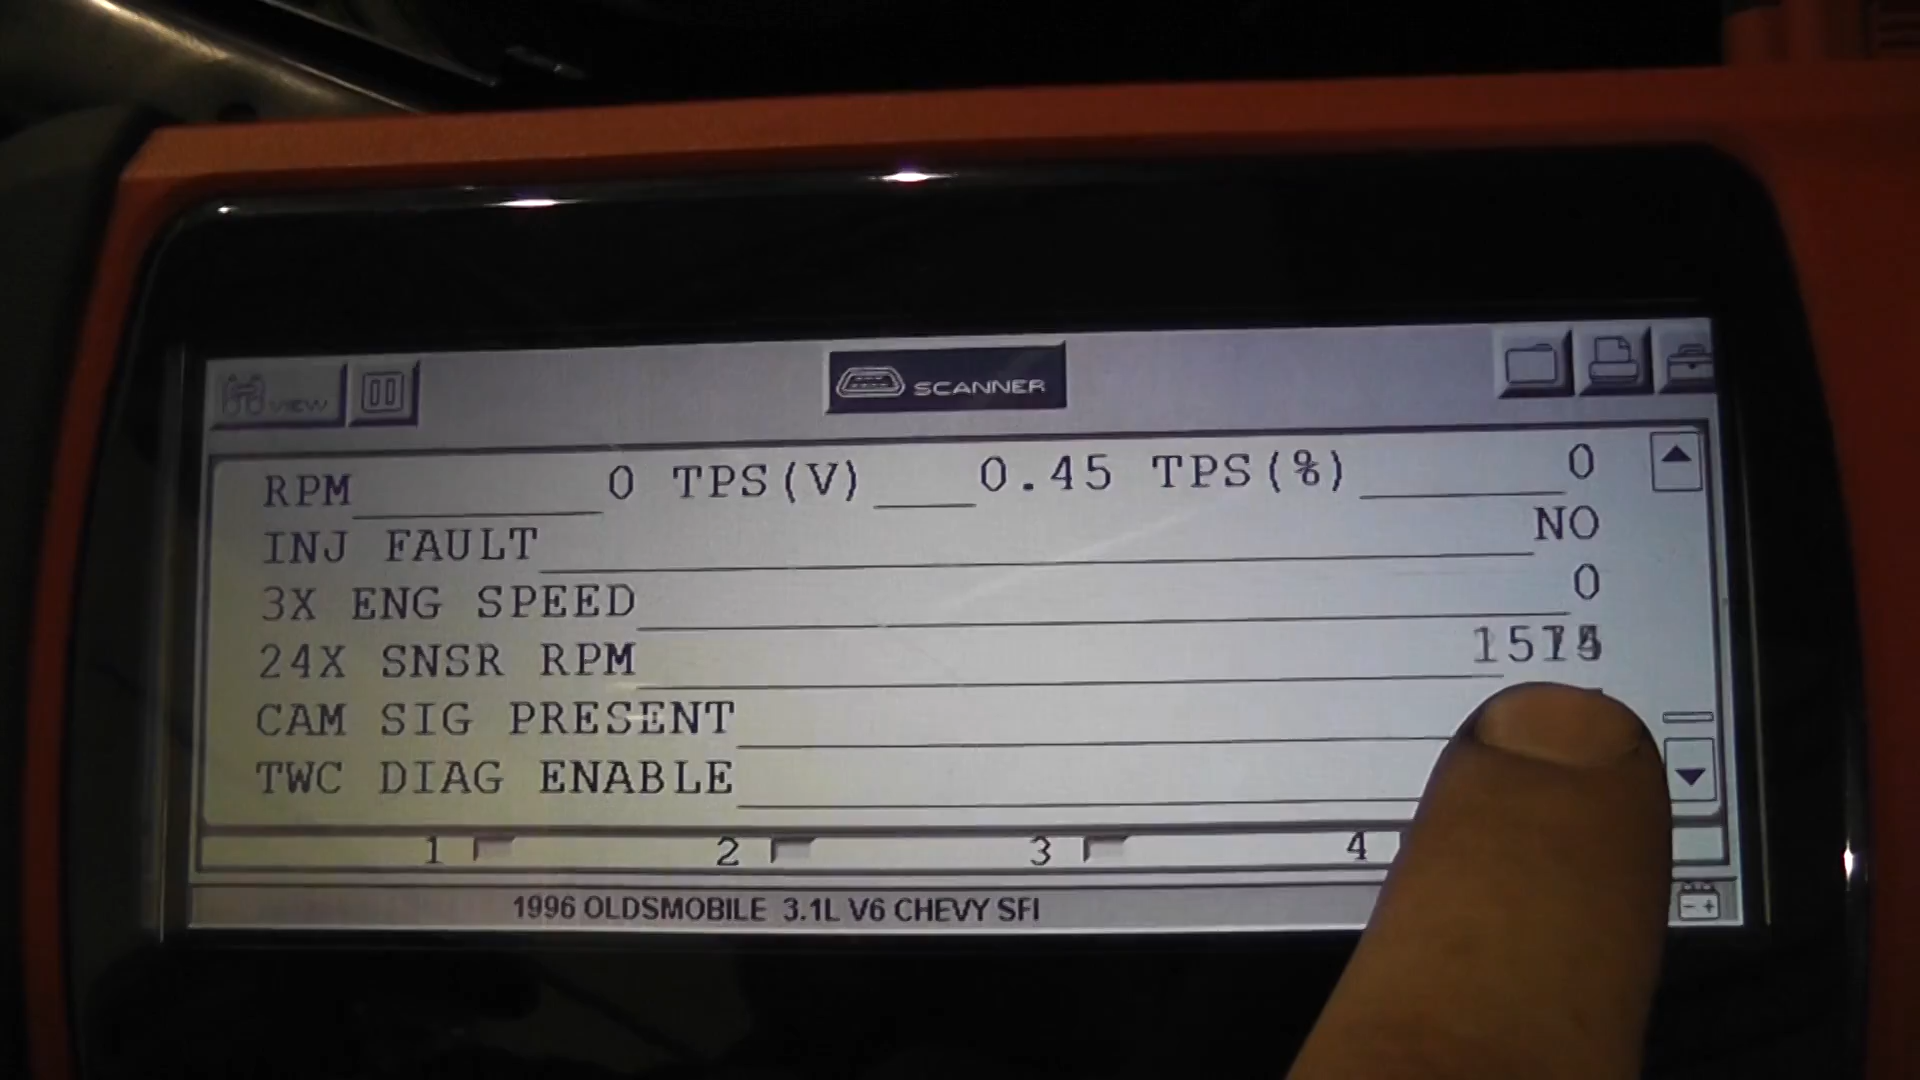 VIEW SCANNER
RPM 0 TPS(V) 0.45 TPS(%) 0
INJ FAULT NO
3X ENG SPEED 0
24X SNSR RPM
CAM SIG PRESENT
TWC DIAG ENABLE
1 2 3 4
1996 OLDSMOBILE 3.1L V6 CHEVY SFI
- +